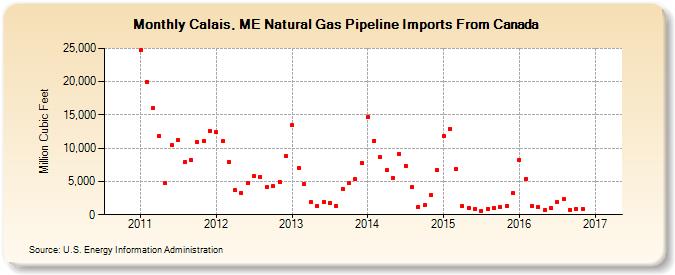 Monthly Calais, ME Natural Gas Pipeline Imports From Canada
Million Cubic Feet
25,000
20,000
15,000
10,000
5,000
0
2011 2012 2013 2014 2015 2016 2017
Source: U.S. Energy Information Administration